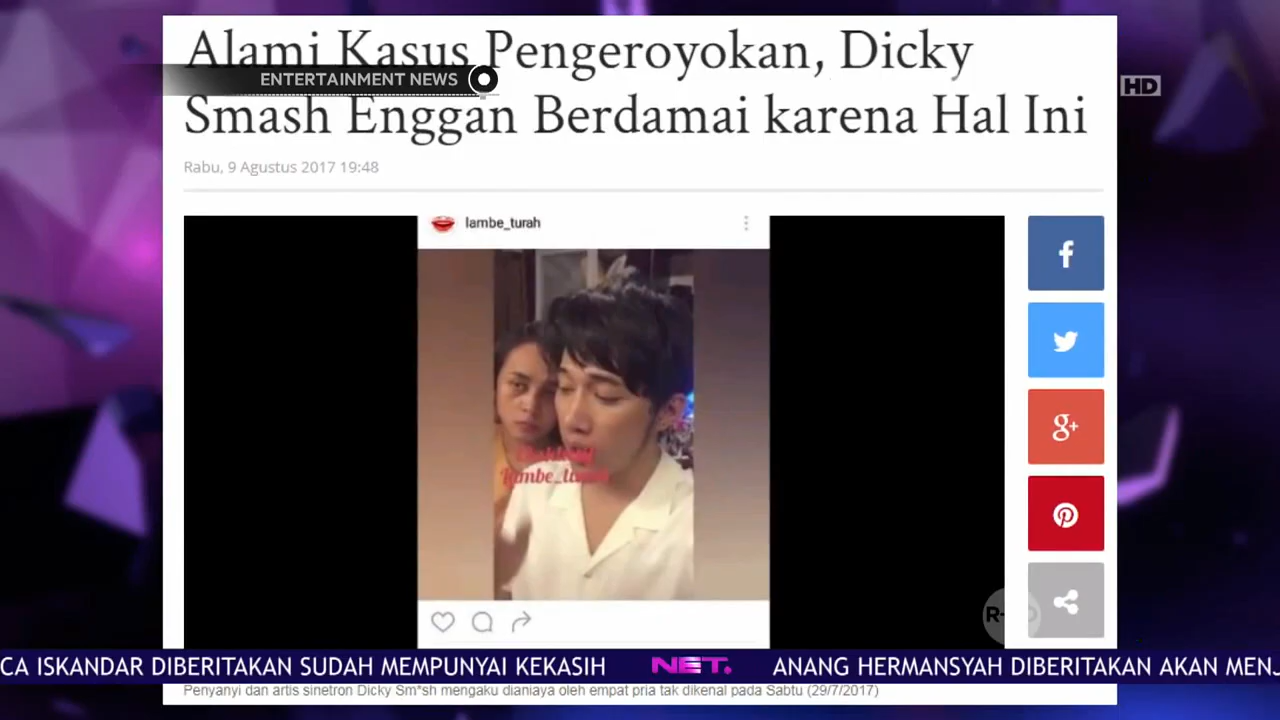 Alami Kasus Pengeroyokan, Dicky
ENTERTAINMENT NEWS
HD
Smash Enggan Berdamai karena Hal Ini
Rabu, 9 Agustus 2017 19:48
lambe_turah
Lambe_turah
CA ISKANDAR DIBERITAKAN SUDAH MEMPUNYAI KEKASIH NET. ANANG HERMANSYAH DIBERITAKAN AKAN MENJ
Penyanyi dan artis sinetron Dicky Sm*sh mengaku dianiaya oleh empat pria tak dikenal pada Sabtu (29/7/2017)